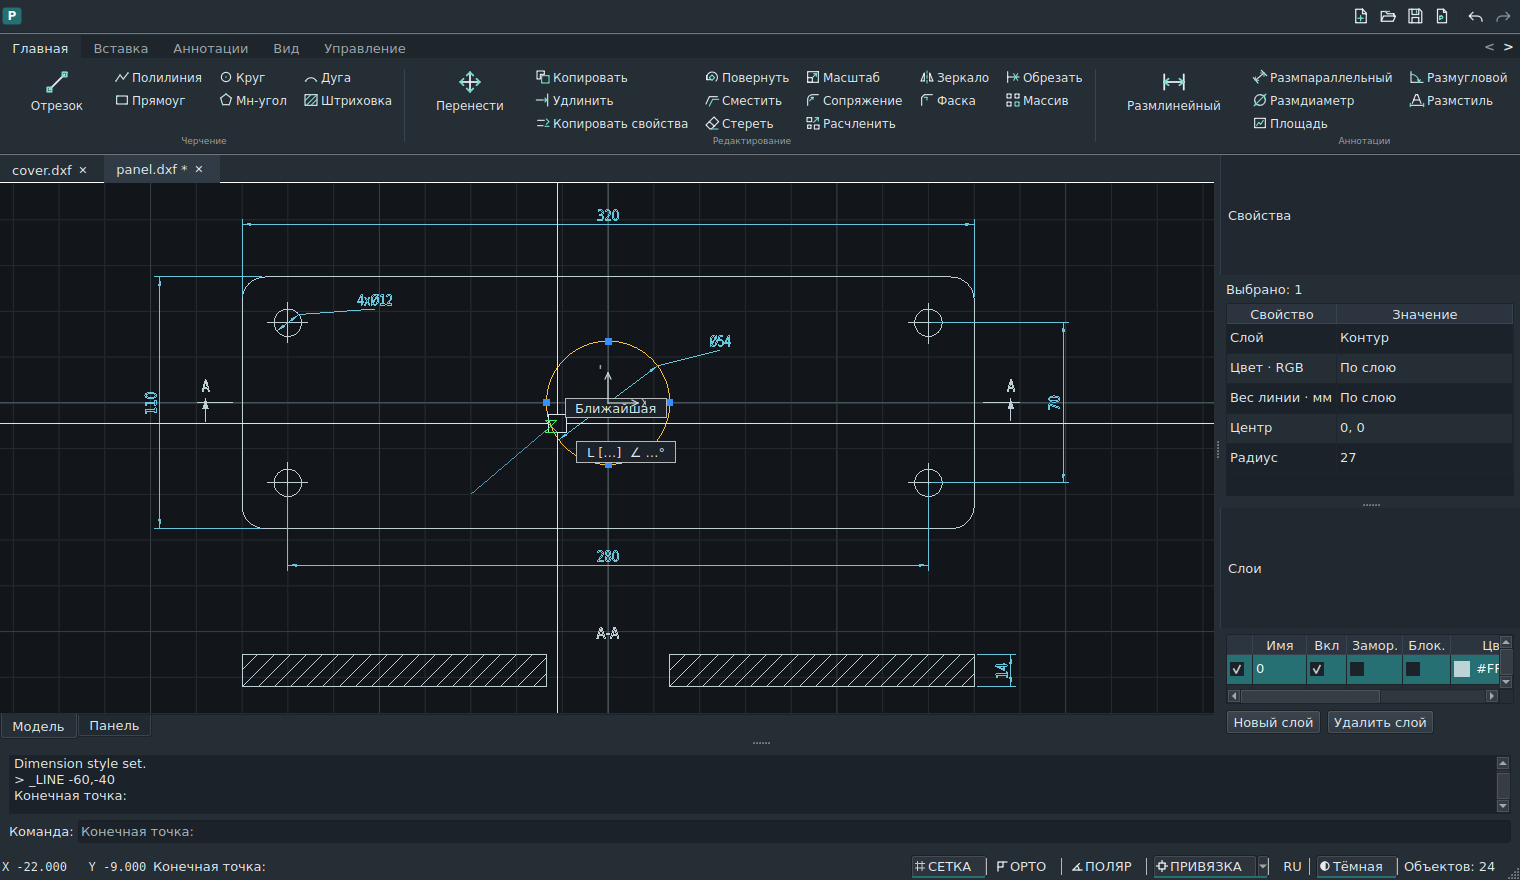 P
Главная Вставка Аннотации Вид Управление < >
Отрезок
Полилиния Круг Дуга
Прямоуг Мн-угол Штриховка
Черчение
Перенести
Копировать Повернуть Масштаб Зеркало Обрезать
Удлинить Сместить Сопряжение Фаска Массив
Копировать свойства Стереть Расчленить
Редактирование
Размлинейный
Размпараллельный Размугловой
Размдиаметр Размстиль
Площадь
Аннотации
cover.dxf × panel.dxf * ×
320
4xØ12
Ø54
A A
110
70
Ближайшая
L [...] ∠ ...°
280
A-A
14
Модель Панель
Свойства
Выбрано: 1
Свойство Значение
Слой Контур
Цвет · RGB По слою
Вес линии · мм По слою
Центр 0, 0
Радиус 27
Слои
Имя Вкл Замор. Блок. Цв
0 #FF
Новый слой Удалить слой
Dimension style set.
> _LINE -60,-40
Конечная точка:
Команда: Конечная точка:
X -22.000 Y -9.000 Конечная точка: СЕТКА ОРТО ПОЛЯР ПРИВЯЗКА RU Тёмная Объектов: 24